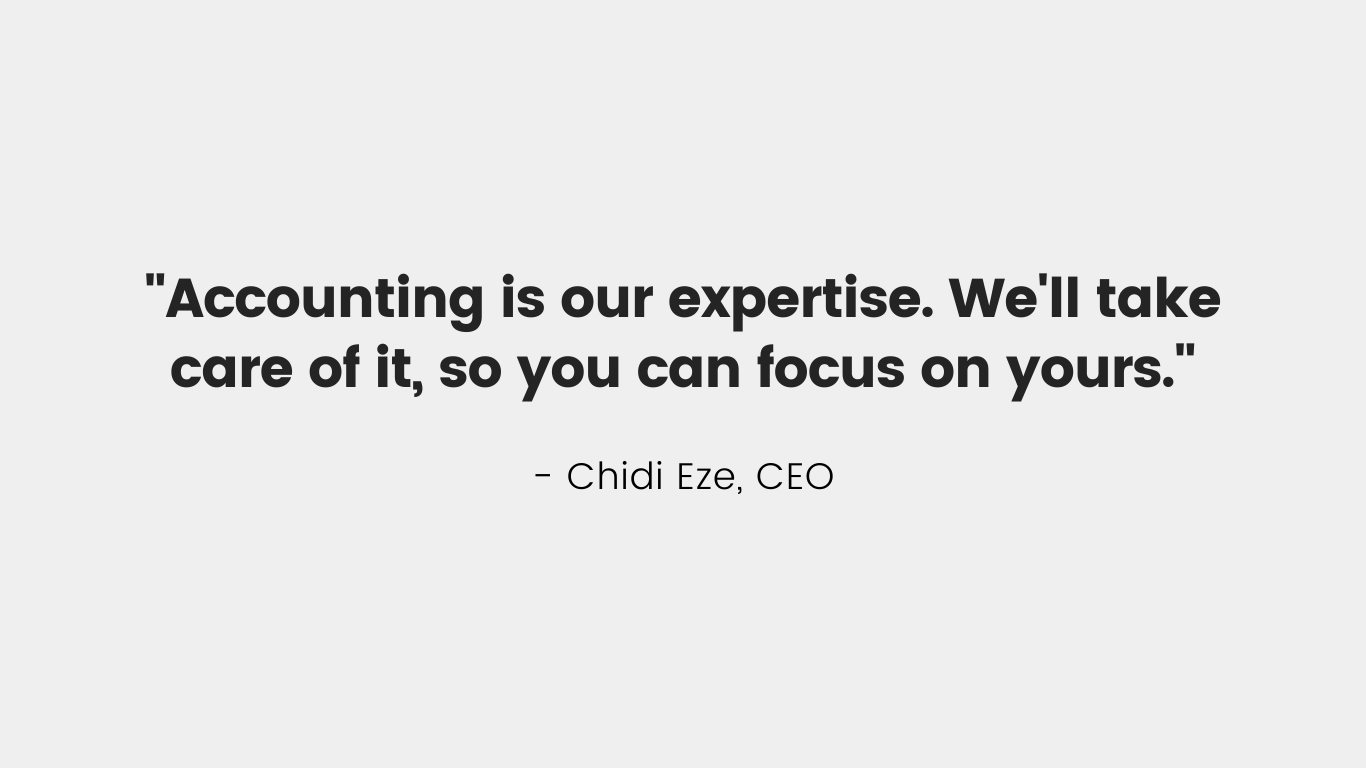 "Accounting is our expertise. We'll take
care of it, so you can focus on yours."
- Chidi Eze, CEO